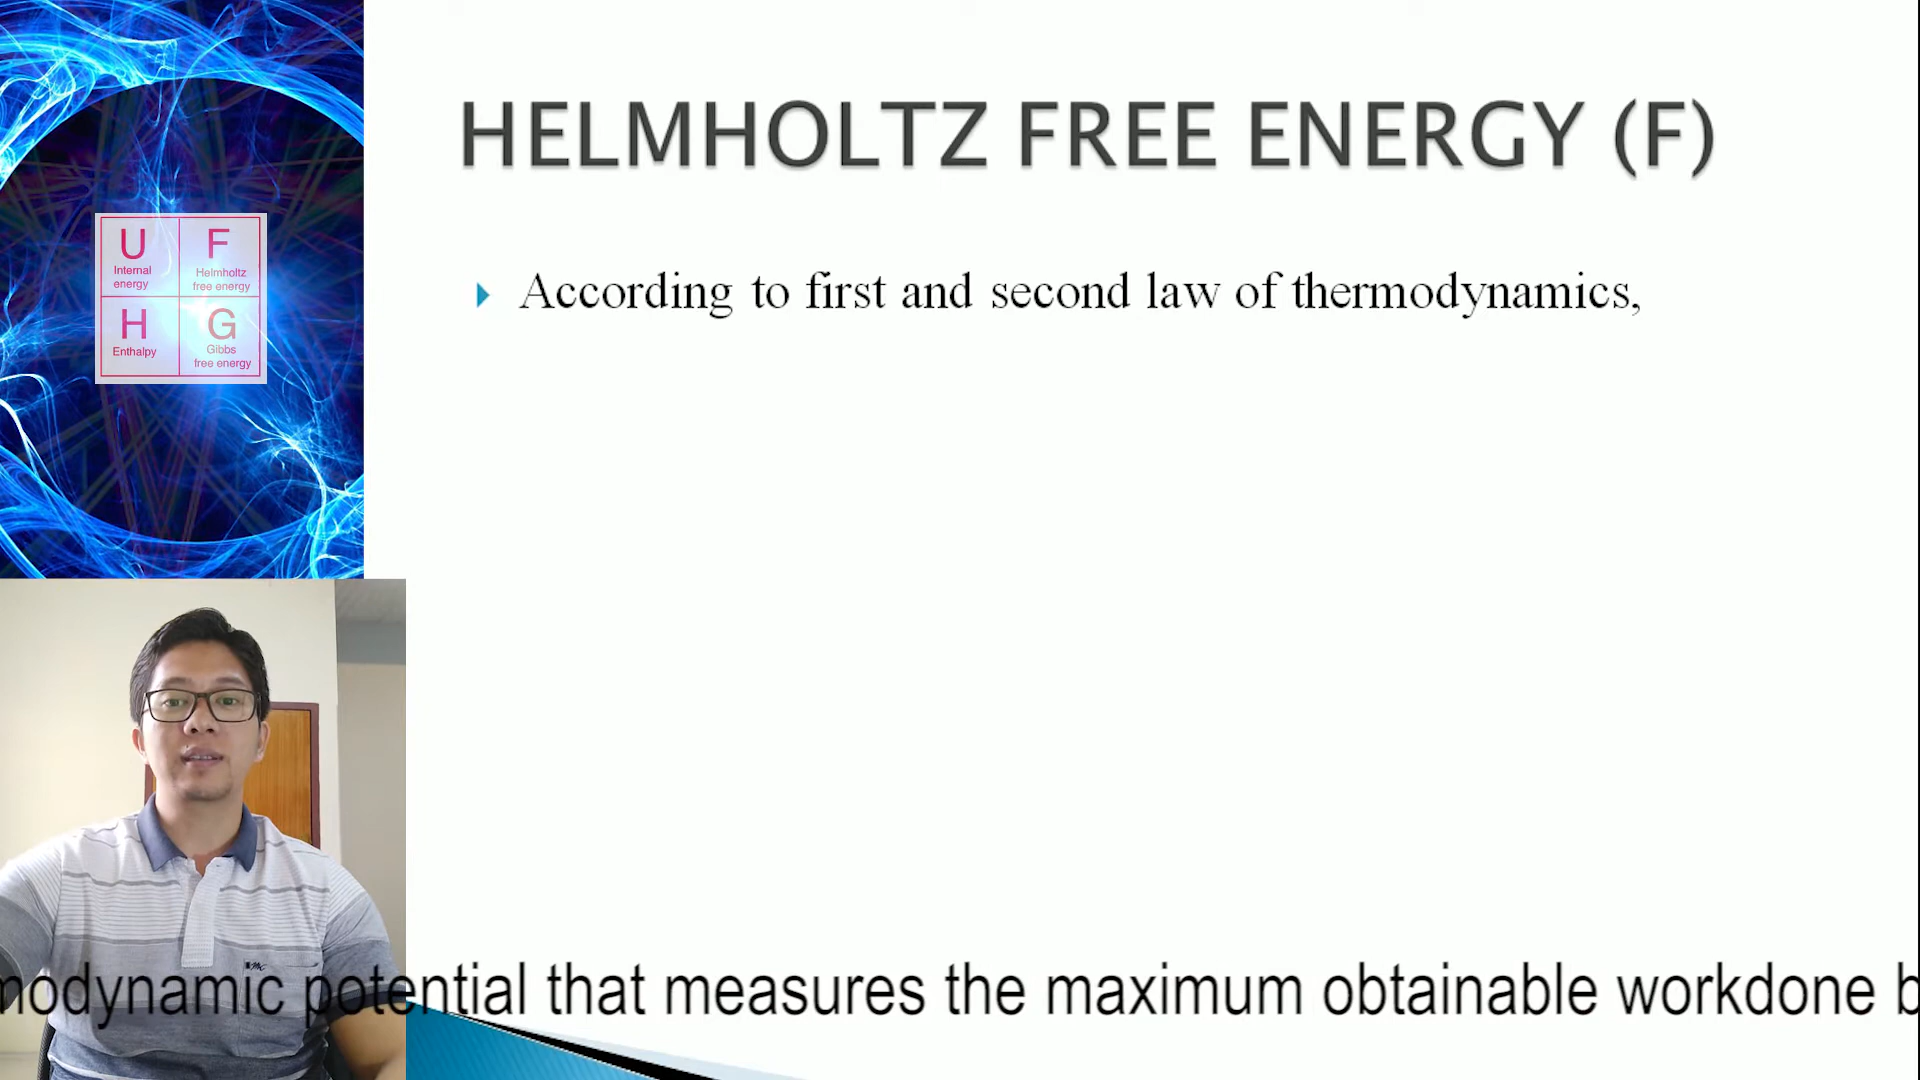 HELMHOLTZ FREE ENERGY (F)
According to first and second law of thermodynamics,
U
Internal
energy
F
Helmholtz
free energy
H
Enthalpy
G
Gibbs
free energy
modynamic potential that measures the maximum obtainable workdone b